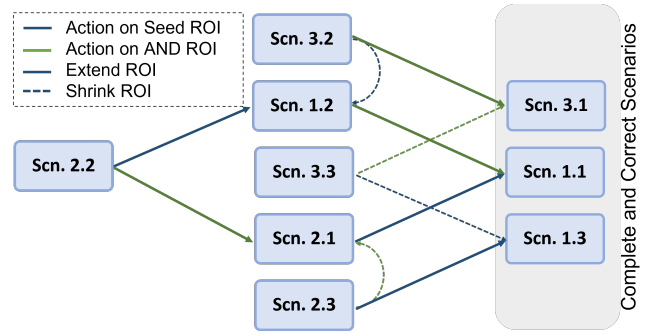 Action on Seed ROI
Action on AND ROI
Extend ROI
Shrink ROI
Scn. 3.2
Scn. 1.2
Scn. 3.1
Scn. 2.2
Scn. 3.3
Scn. 1.1
Scn. 2.1
Scn. 1.3
Scn. 2.3
Complete and Correct Scenarios